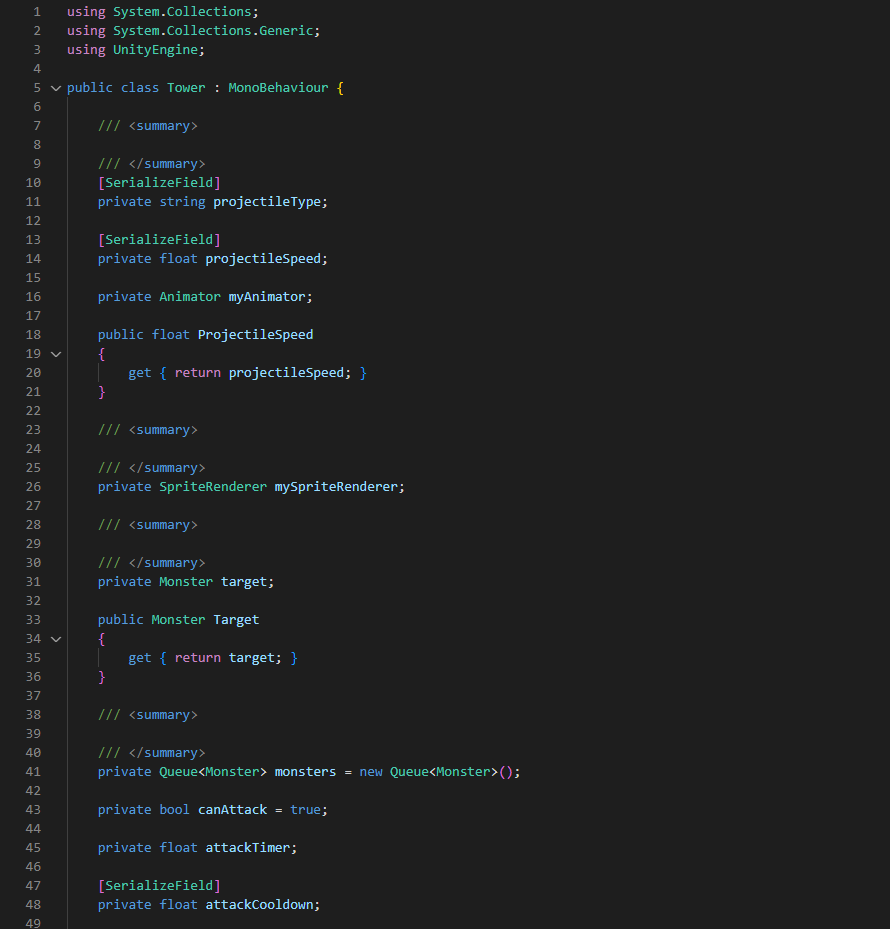 1 using System.Collections;
2 using System.Collections.Generic;
3 using UnityEngine;
4
5 public class Tower : MonoBehaviour {
6
7 /// <summary>
8
9 /// </summary>
10 [SerializeField]
11 private string projectileType;
12
13 [SerializeField]
14 private float projectileSpeed;
15
16 private Animator myAnimator;
17
18 public float ProjectileSpeed
19 {
20 get { return projectileSpeed; }
21 }
22
23 /// <summary>
24
25 /// </summary>
26 private SpriteRenderer mySpriteRenderer;
27
28 /// <summary>
29
30 /// </summary>
31 private Monster target;
32
33 public Monster Target
34 {
35 get { return target; }
36 }
37
38 /// <summary>
39
40 /// </summary>
41 private Queue<Monster> monsters = new Queue<Monster>();
42
43 private bool canAttack = true;
44
45 private float attackTimer;
46
47 [SerializeField]
48 private float attackCooldown;
49